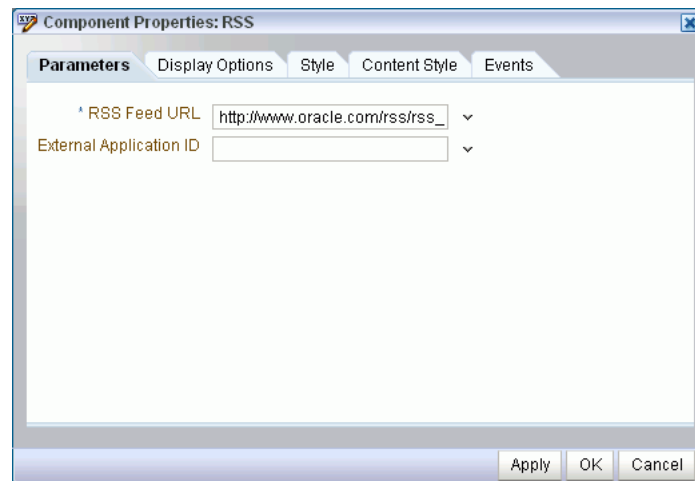 Component Properties: RSS
Parameters Display Options Style Content Style Events
* RSS Feed URL http://www.oracle.com/rss/rss_
External Application ID
Apply OK Cancel